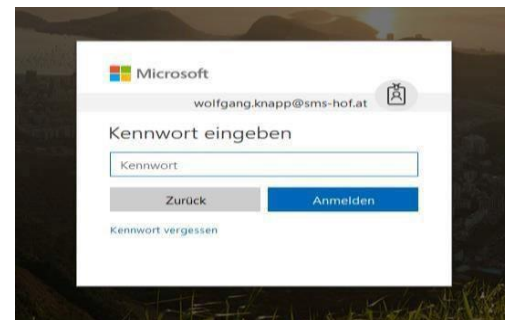 Microsoft
wolfgang.knapp@sms-hof.at
Kennwort eingeben
Kennwort
Zurück
Anmelden
Kennwort vergessen